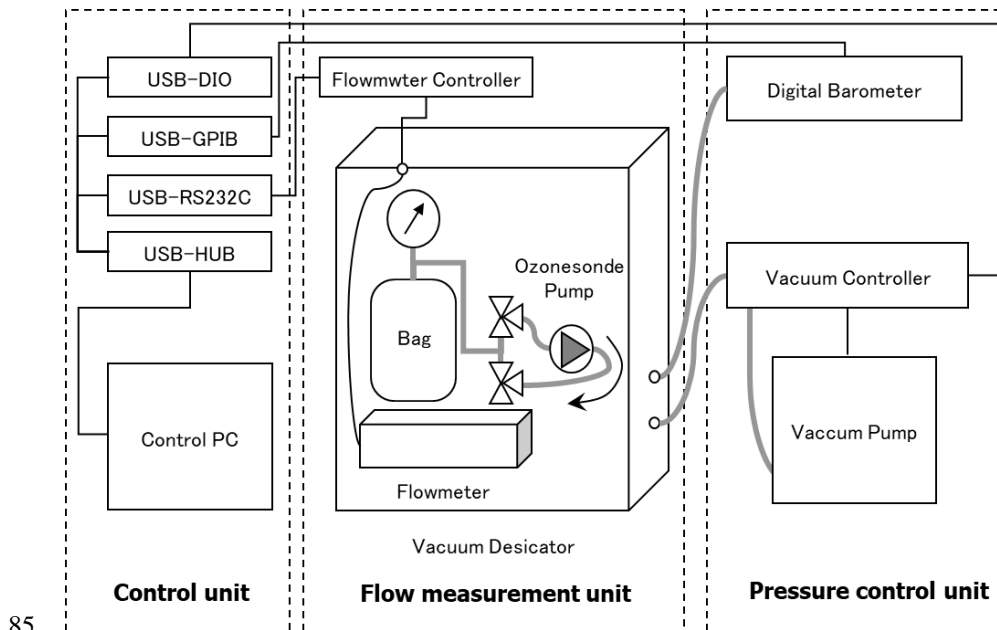 USB-DIO
USB-GPIB
USB-RS232C
USB-HUB
Control PC
Control unit
Flowmwter Controller
Ozonesonde
Pump
Bag
Flowmeter
Vacuum Desicator
Flow measurement unit
Digital Barometer
Vacuum Controller
Vaccum Pump
Pressure control unit
85